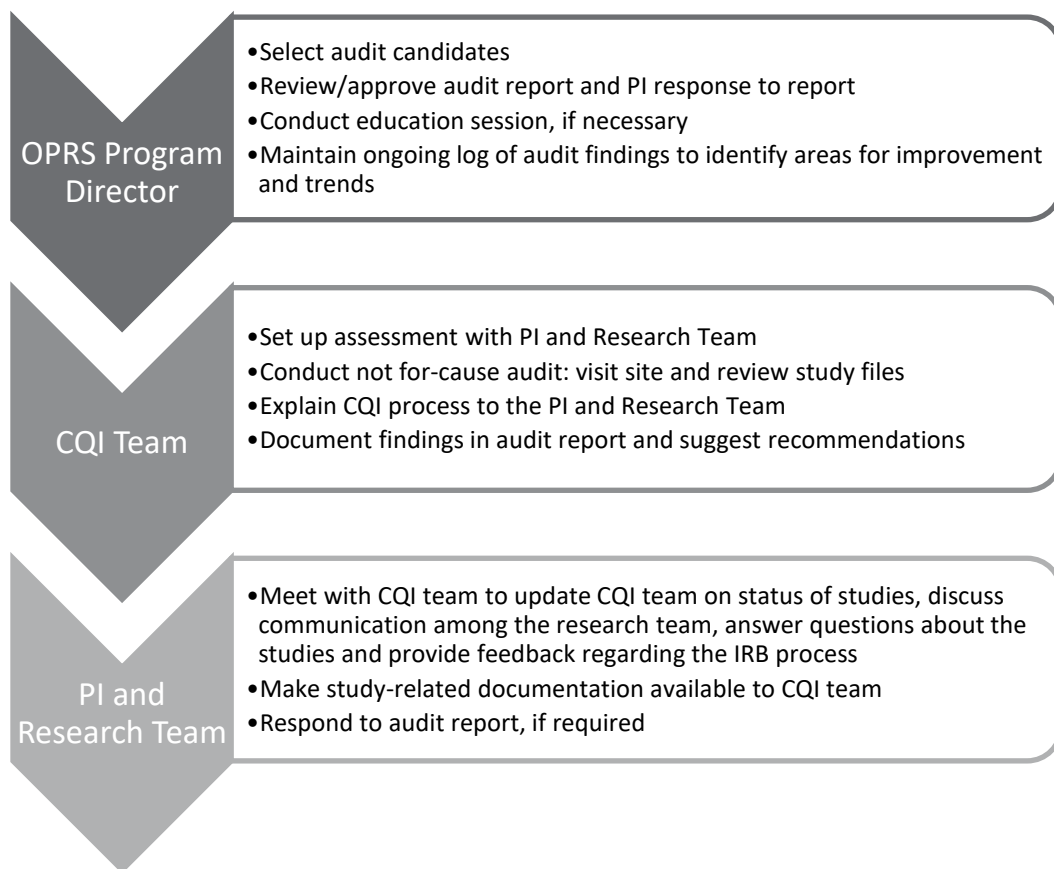 OPRS Program
Director
•Select audit candidates
•Review/approve audit report and PI response to report
•Conduct education session, if necessary
•Maintain ongoing log of audit findings to identify areas for improvement
and trends
CQI Team
•Set up assessment with PI and Research Team
•Conduct not for-cause audit: visit site and review study files
•Explain CQI process to the PI and Research Team
•Document findings in audit report and suggest recommendations
PI and
Research Team
•Meet with CQI team to update CQI team on status of studies, discuss
communication among the research team, answer questions about the
studies and provide feedback regarding the IRB process
•Make study-related documentation available to CQI team
•Respond to audit report, if required